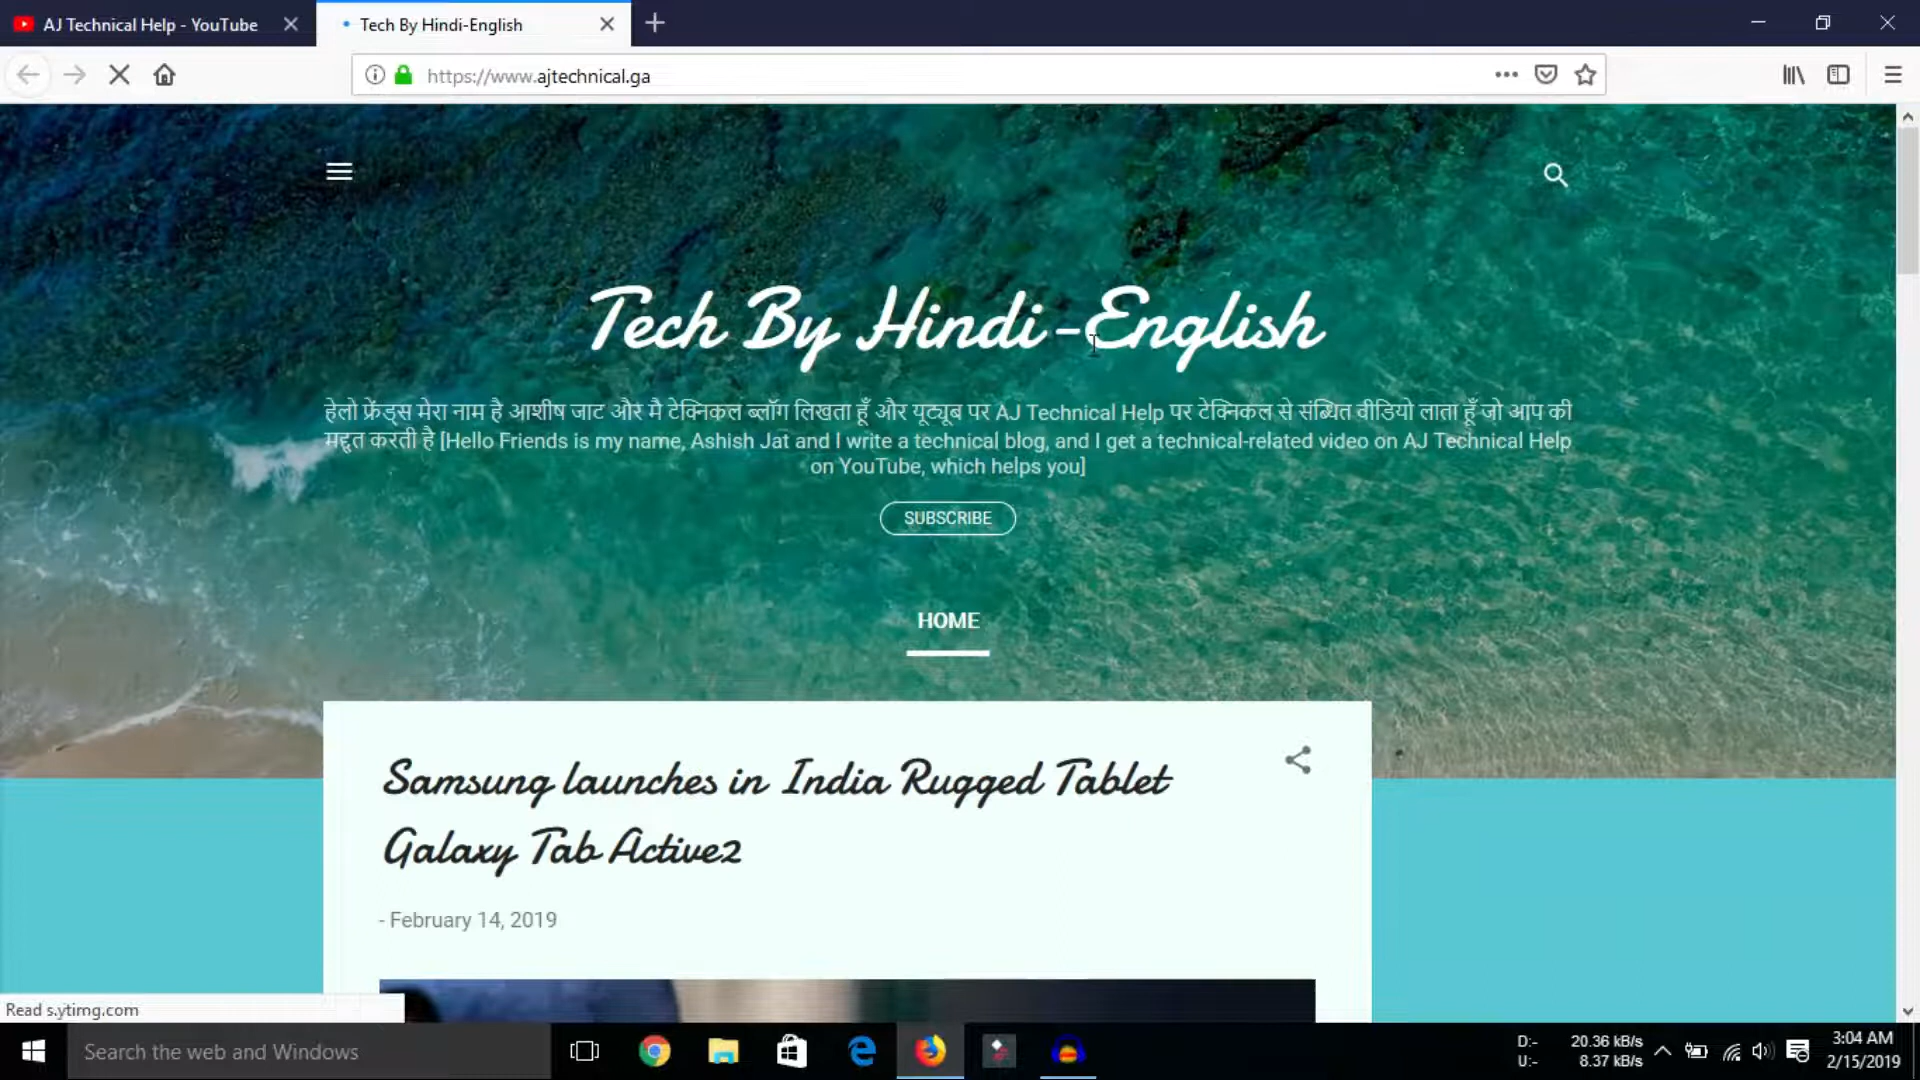 AJ Technical Help - YouTube
Tech By Hindi-English
https://www.ajtechnical.ga
Tech By Hindi-English
हेलो फ्रेंड्स मेरा नाम है आशीष जाट और मै टेक्निकल ब्लॉग लिखता हूँ और यूट्यूब पर AJ Technical Help पर टेक्निकल से संब्धित वीडियो लाता हूँ जो आप की
मद्दत करती है [Hello Friends is my name, Ashish Jat and I write a technical blog, and I get a technical-related video on AJ Technical Help
on YouTube, which helps you]
SUBSCRIBE
HOME
Samsung launches in India Rugged Tablet
Galaxy Tab Active2
- February 14, 2019
Read s.ytimg.com
Search the web and Windows
D:- 20.36 kB/s
U:- 8.37 kB/s
3:04 AM
2/15/2019